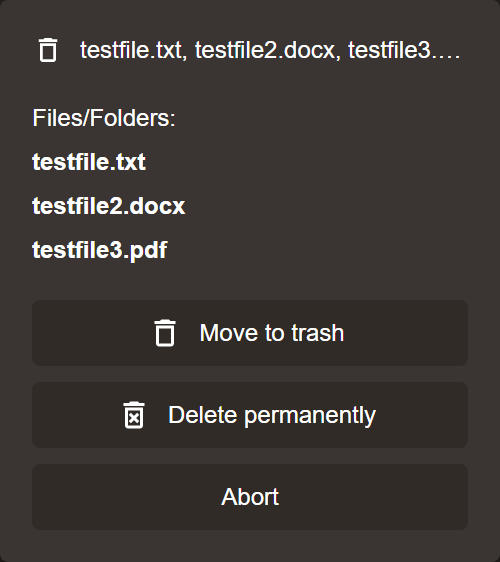 testfile.txt, testfile2.docx, testfile3....
Files/Folders:
testfile.txt
testfile2.docx
testfile3.pdf
Move to trash
Delete permanently
Abort